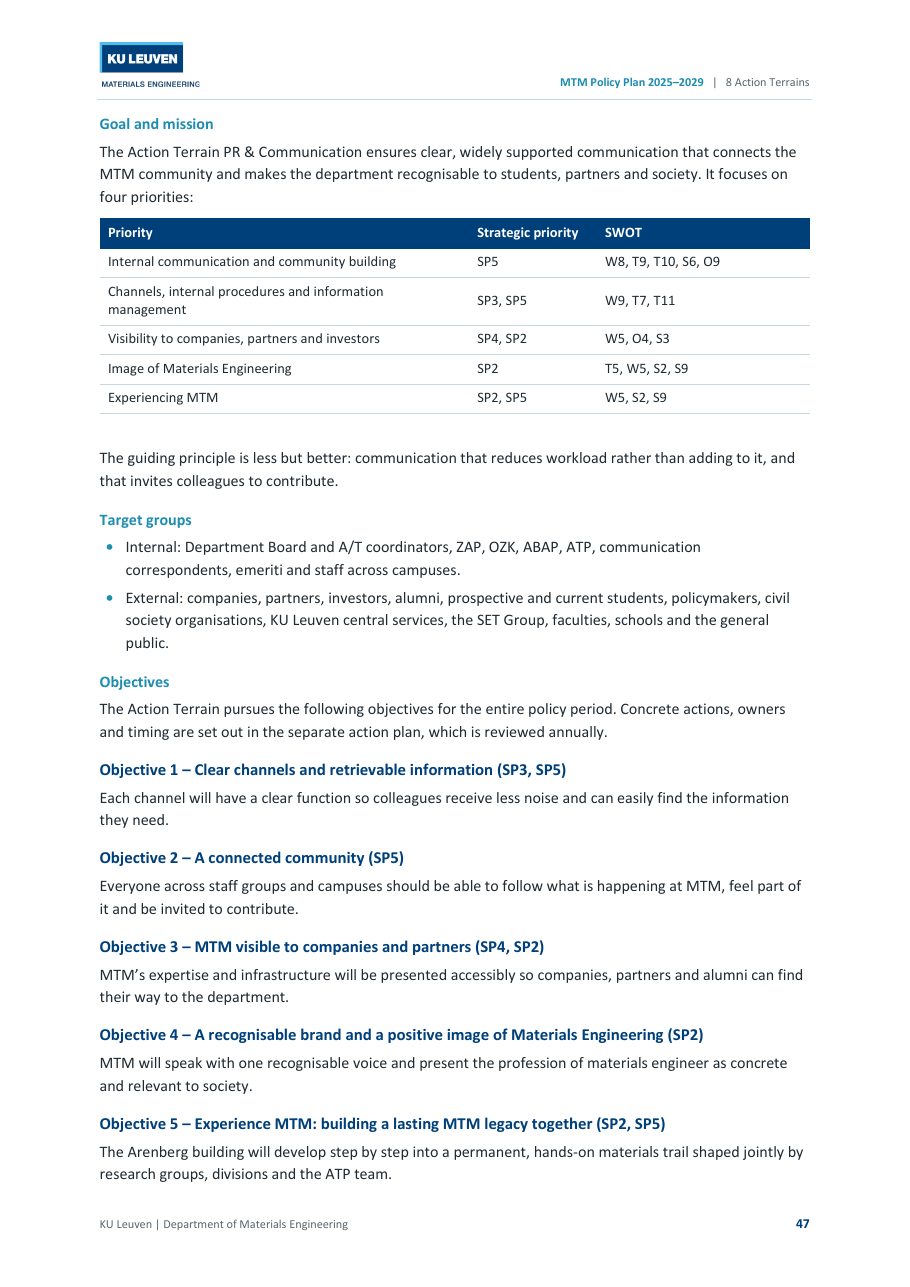 KU LEUVEN
MATERIALS ENGINEERING
MTM Policy Plan 2025–2029 | 8 Action Terrains
Goal and mission
The Action Terrain PR & Communication ensures clear, widely supported communication that connects the
MTM community and makes the department recognisable to students, partners and society. It focuses on
four priorities:
Priority Strategic priority SWOT
Internal communication and community building SP5 W8, T9, T10, S6, O9
Channels, internal procedures and information
management SP3, SP5 W9, T7, T11
Visibility to companies, partners and investors SP4, SP2 W5, O4, S3
Image of Materials Engineering SP2 T5, W5, S2, S9
Experiencing MTM SP2, SP5 W5, S2, S9
The guiding principle is less but better: communication that reduces workload rather than adding to it, and
that invites colleagues to contribute.
Target groups
• Internal: Department Board and A/T coordinators, ZAP, OZK, ABAP, ATP, communication
correspondents, emeriti and staff across campuses.
• External: companies, partners, investors, alumni, prospective and current students, policymakers, civil
society organisations, KU Leuven central services, the SET Group, faculties, schools and the general
public.
Objectives
The Action Terrain pursues the following objectives for the entire policy period. Concrete actions, owners
and timing are set out in the separate action plan, which is reviewed annually.
Objective 1 – Clear channels and retrievable information (SP3, SP5)
Each channel will have a clear function so colleagues receive less noise and can easily find the information
they need.
Objective 2 – A connected community (SP5)
Everyone across staff groups and campuses should be able to follow what is happening at MTM, feel part of
it and be invited to contribute.
Objective 3 – MTM visible to companies and partners (SP4, SP2)
MTM’s expertise and infrastructure will be presented accessibly so companies, partners and alumni can find
their way to the department.
Objective 4 – A recognisable brand and a positive image of Materials Engineering (SP2)
MTM will speak with one recognisable voice and present the profession of materials engineer as concrete
and relevant to society.
Objective 5 – Experience MTM: building a lasting MTM legacy together (SP2, SP5)
The Arenberg building will develop step by step into a permanent, hands-on materials trail shaped jointly by
research groups, divisions and the ATP team.
KU Leuven | Department of Materials Engineering 47